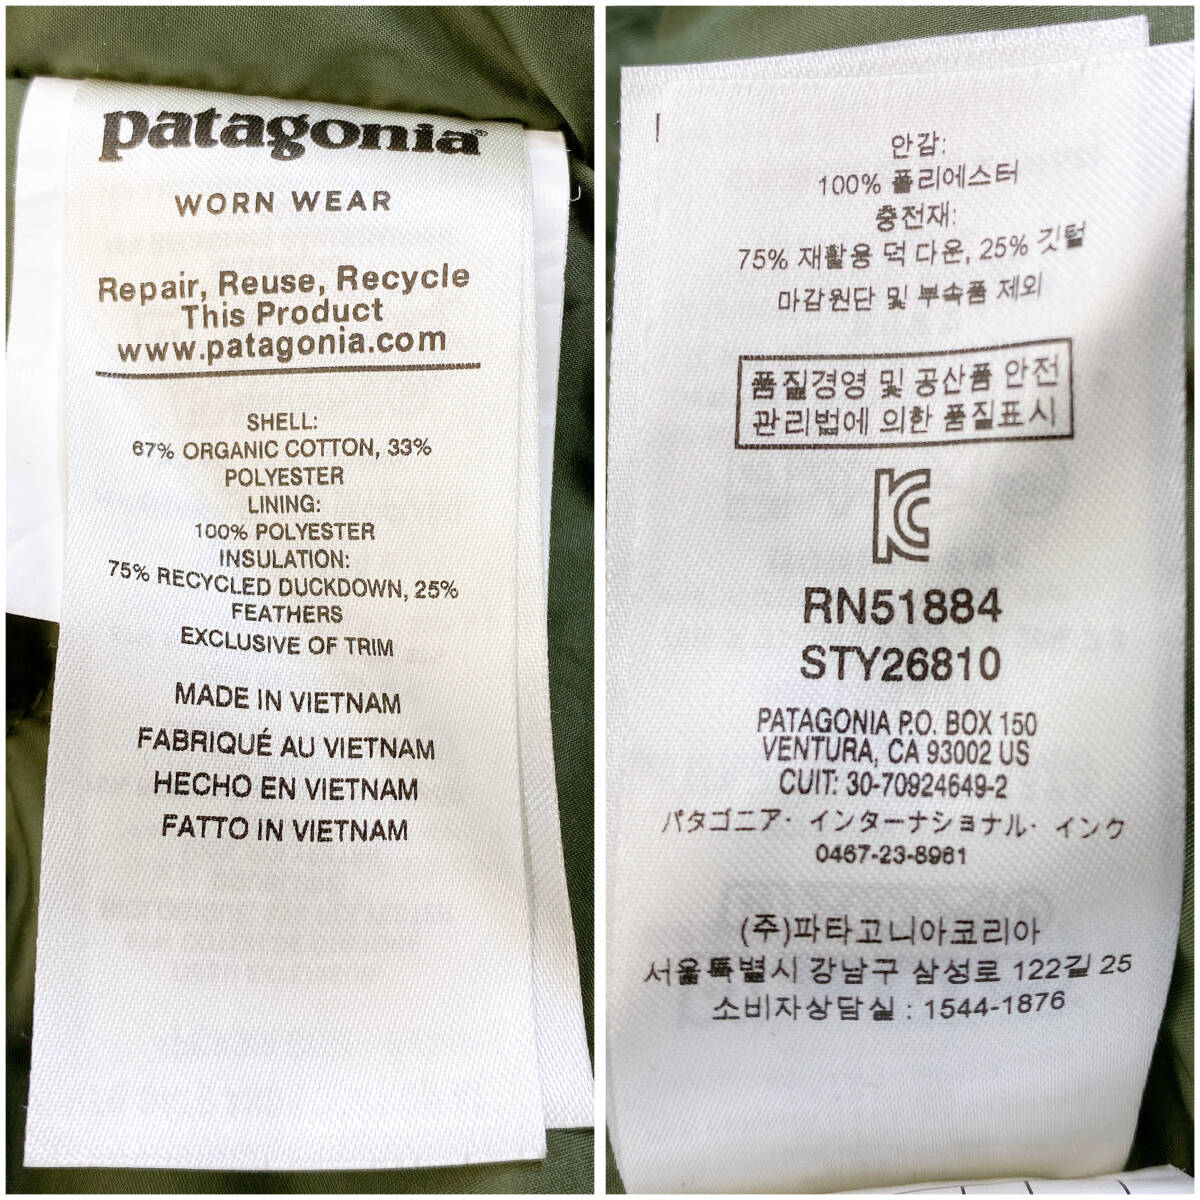 patagonia®
WORN WEAR
Repair, Reuse, Recycle
This Product
www.patagonia.com
SHELL:
67% ORGANIC COTTON, 33%
POLYESTER
LINING:
100% POLYESTER
INSULATION:
75% RECYCLED DUCKDOWN, 25%
FEATHERS
EXCLUSIVE OF TRIM
MADE IN VIETNAM
FABRIQUÉ AU VIETNAM
HECHO EN VIETNAM
FATTO IN VIETNAM
안감:
100% 폴리에스터
충전재:
75% 재활용 덕 다운, 25% 깃털
마감원단 및 부속품 제외
품질경영 및 공산품 안전
관리법에 의한 품질표시
RN51884
STY26810
PATAGONIA P.O. BOX 150
VENTURA, CA 93002 US
CUIT: 30-70924649-2
パタゴニア・インターナショナル・インク
0467-23-8961
(주)파타고니아코리아
서울특별시 강남구 삼성로 122길 25
소비자상담실 : 1544-1876